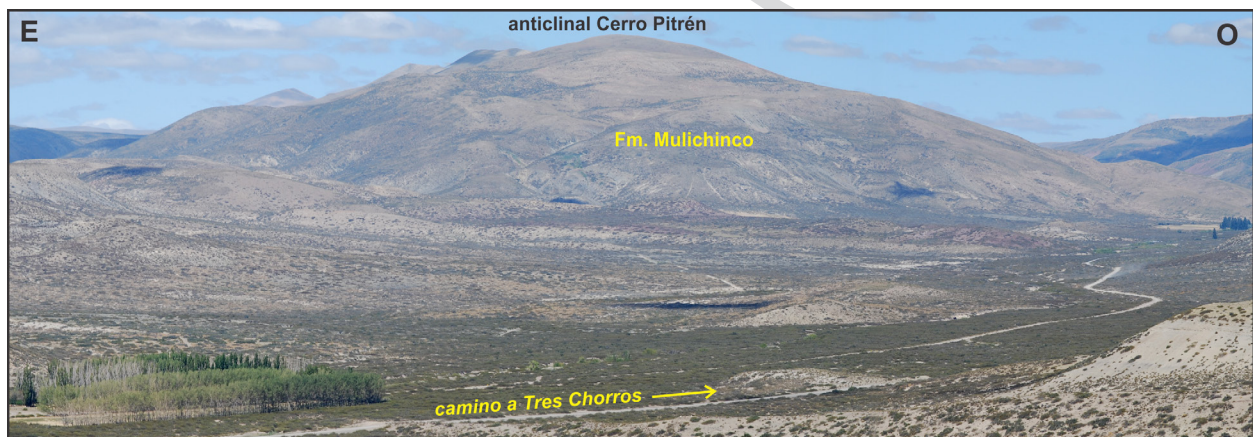 E
anticlinal Cerro Pitrén
O
Fm. Mulichinco
camino a Tres Chorros